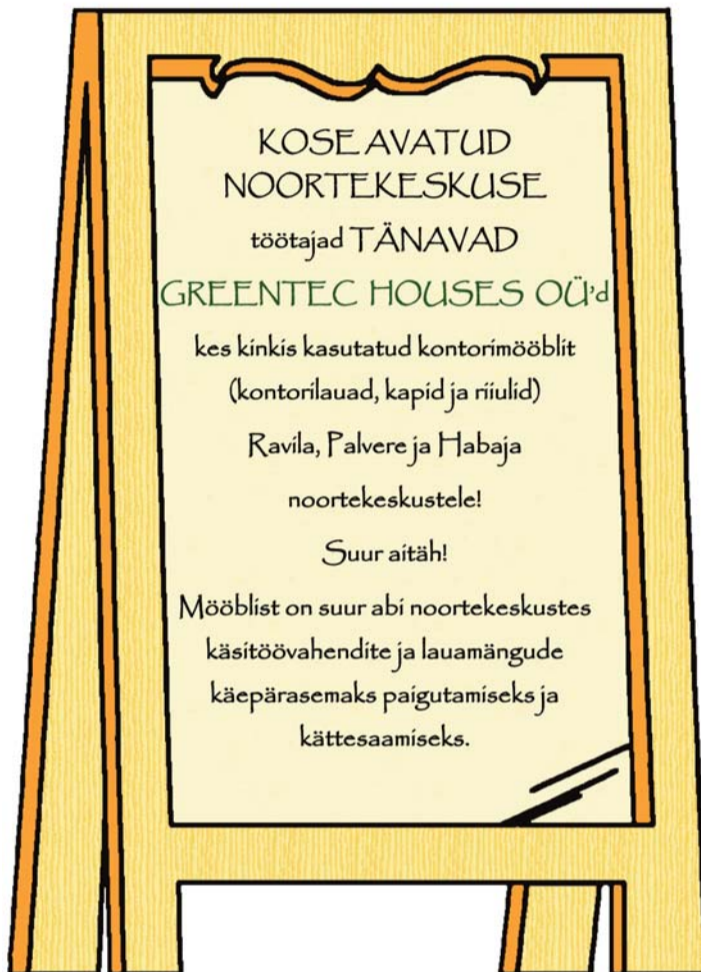 KOSE AVATUD
NOORTEKESKUSE
töötajad TÄNAVAD
GREENTEC HOUSES OÜ'd
kes kinkis kasutatud kontorimööblit
(kontorilauad, kapid ja riiulid)
Ravila, Palvere ja Habaja
noortekeskustele!
Suur aitäh!
Mööblist on suur abi noortekeskustes
käsitöövahendite ja lauamängude
käepärasemaks paigutamiseks ja
kättesaamiseks.